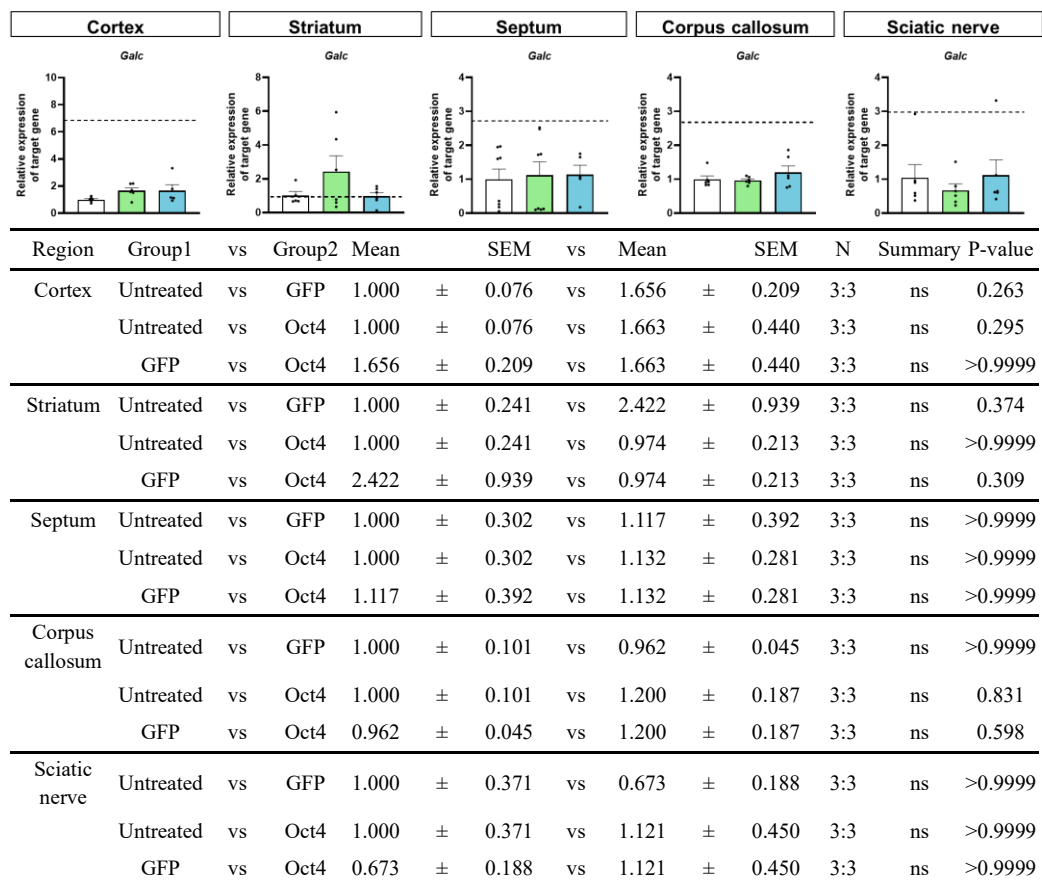 Cortex Striatum Septum Corpus callosum Sciatic nerve
Galc Galc Galc Galc Galc
Relative expression
of target gene
10
8
6
4
2
0
Relative expression
of target gene
8
6
4
2
0
Relative expression
of target gene
4
3
2
1
0
Relative expression
of target gene
4
3
2
1
0
Relative expression
of target gene
4
3
2
1
0
Region Group1 vs Group2 Mean SEM vs Mean SEM N Summary P-value
Cortex Untreated vs GFP 1.000 ± 0.076 vs 1.656 ± 0.209 3:3 ns 0.263
Untreated vs Oct4 1.000 ± 0.076 vs 1.663 ± 0.440 3:3 ns 0.295
GFP vs Oct4 1.656 ± 0.209 vs 1.663 ± 0.440 3:3 ns >0.9999
Striatum Untreated vs GFP 1.000 ± 0.241 vs 2.422 ± 0.939 3:3 ns 0.374
Untreated vs Oct4 1.000 ± 0.241 vs 0.974 ± 0.213 3:3 ns >0.9999
GFP vs Oct4 2.422 ± 0.939 vs 0.974 ± 0.213 3:3 ns 0.309
Septum Untreated vs GFP 1.000 ± 0.302 vs 1.117 ± 0.392 3:3 ns >0.9999
Untreated vs Oct4 1.000 ± 0.302 vs 1.132 ± 0.281 3:3 ns >0.9999
GFP vs Oct4 1.117 ± 0.392 vs 1.132 ± 0.281 3:3 ns >0.9999
Corpus
callosum Untreated vs GFP 1.000 ± 0.101 vs 0.962 ± 0.045 3:3 ns >0.9999
Untreated vs Oct4 1.000 ± 0.101 vs 1.200 ± 0.187 3:3 ns 0.831
GFP vs Oct4 0.962 ± 0.045 vs 1.200 ± 0.187 3:3 ns 0.598
Sciatic
nerve Untreated vs GFP 1.000 ± 0.371 vs 0.673 ± 0.188 3:3 ns >0.9999
Untreated vs Oct4 1.000 ± 0.371 vs 1.121 ± 0.450 3:3 ns >0.9999
GFP vs Oct4 0.673 ± 0.188 vs 1.121 ± 0.450 3:3 ns >0.9999